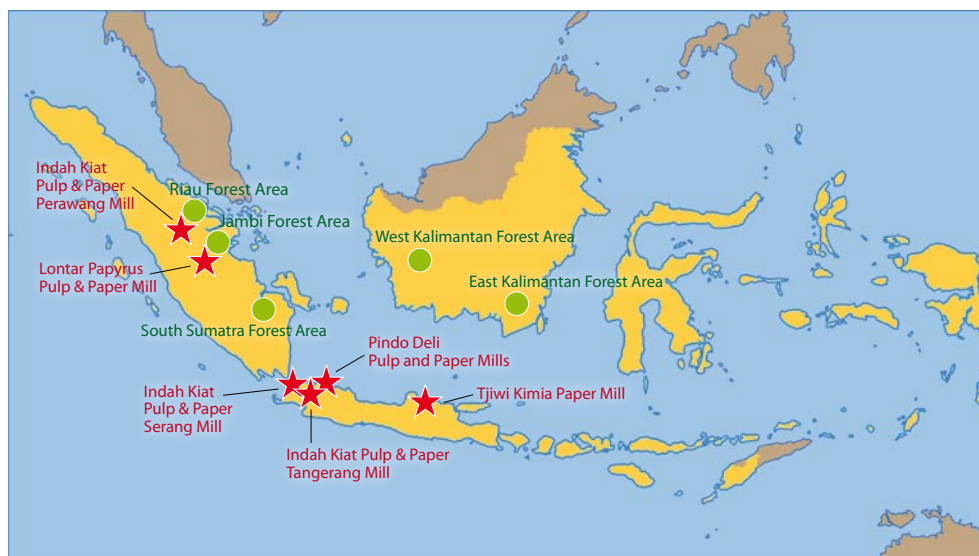 Indah Kiat
Pulp & Paper
Perawang Mill
Riau Forest Area
Jambi Forest Area
Lontar Papyrus
Pulp & Paper Mill
West Kalimantan Forest Area
East Kalimantan Forest Area
South Sumatra Forest Area
Pindo Deli
Pulp and Paper Mills
Indah Kiat
Pulp & Paper
Serang Mill
Tjiwi Kimia Paper Mill
Indah Kiat Pulp & Paper
Tangerang Mill